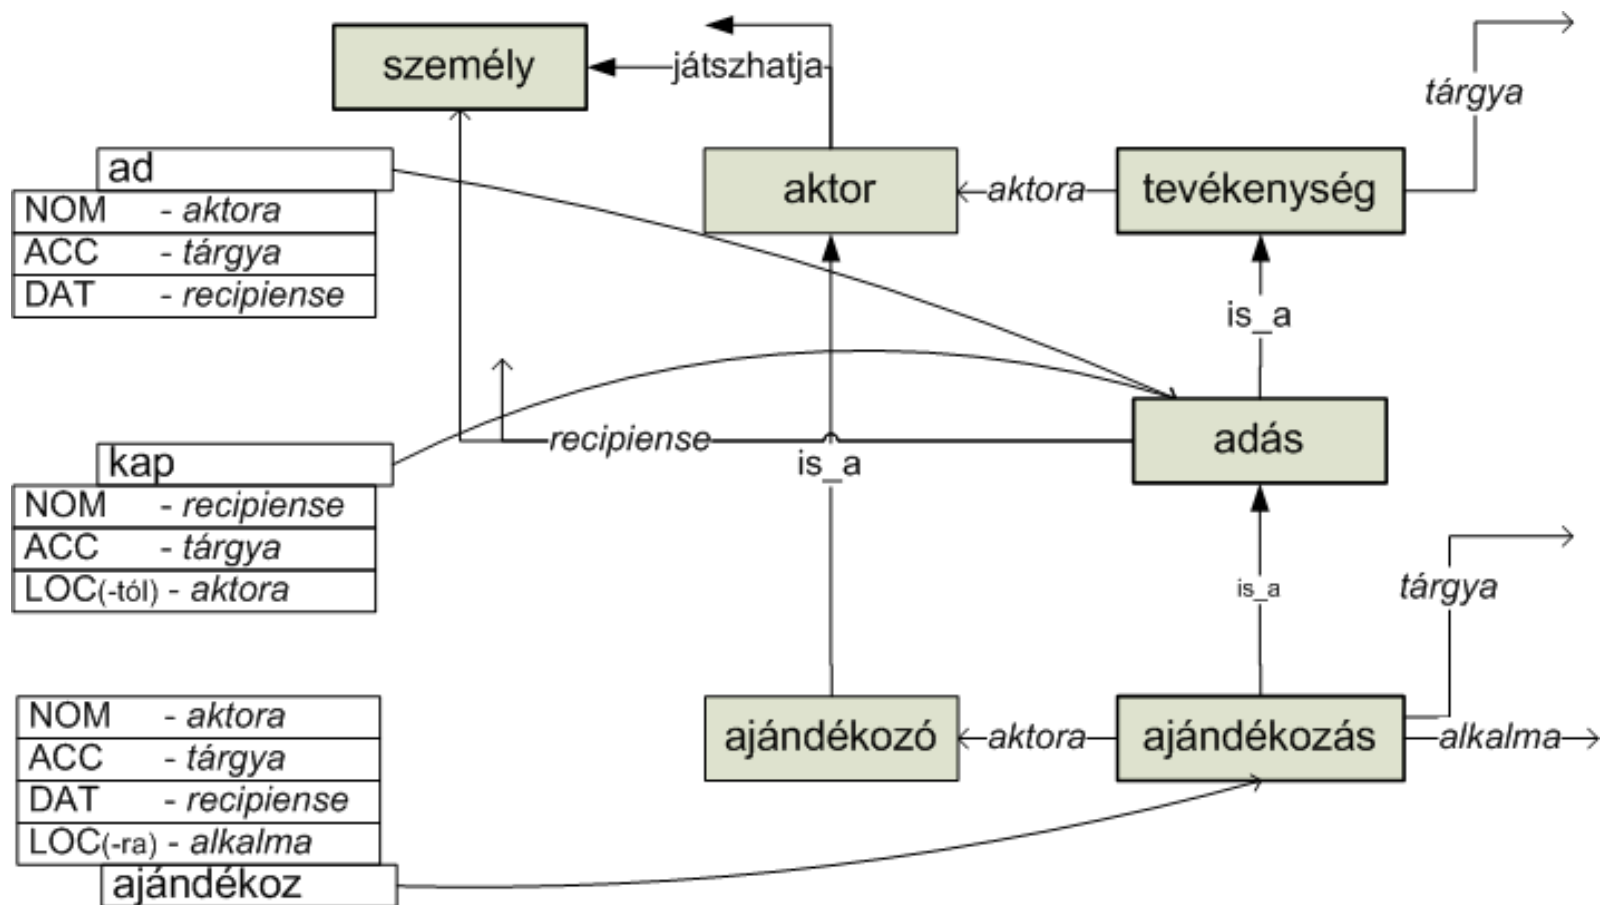 személy
játszhatja
tárgya
ad
NOM - aktora
ACC - tárgya
DAT - recipiense
aktor
aktora
tevékenység
is_a
adás
recipiense
is_a
kap
NOM - recipiense
ACC - tárgya
LOC(-tól) - aktora
is_a
tárgya
NOM - aktora
ACC - tárgya
DAT - recipiense
LOC(-ra) - alkalma
ajándékoz
ajándékozó
aktora
ajándékozás
alkalma